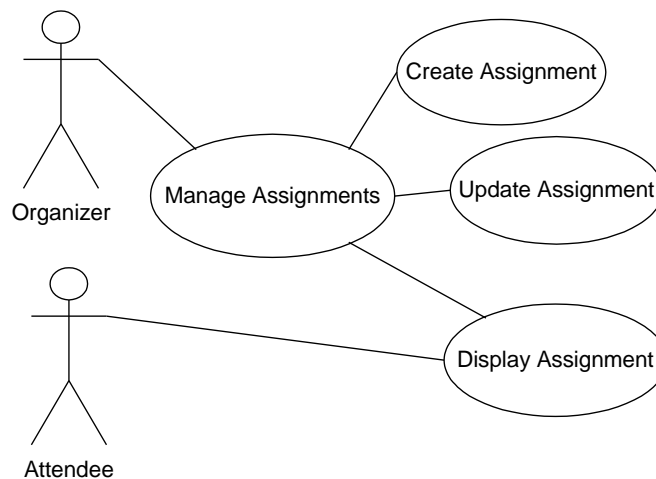 Create Assignment
Manage Assignments
Update Assignment
Organizer
Display Assignment
Attendee